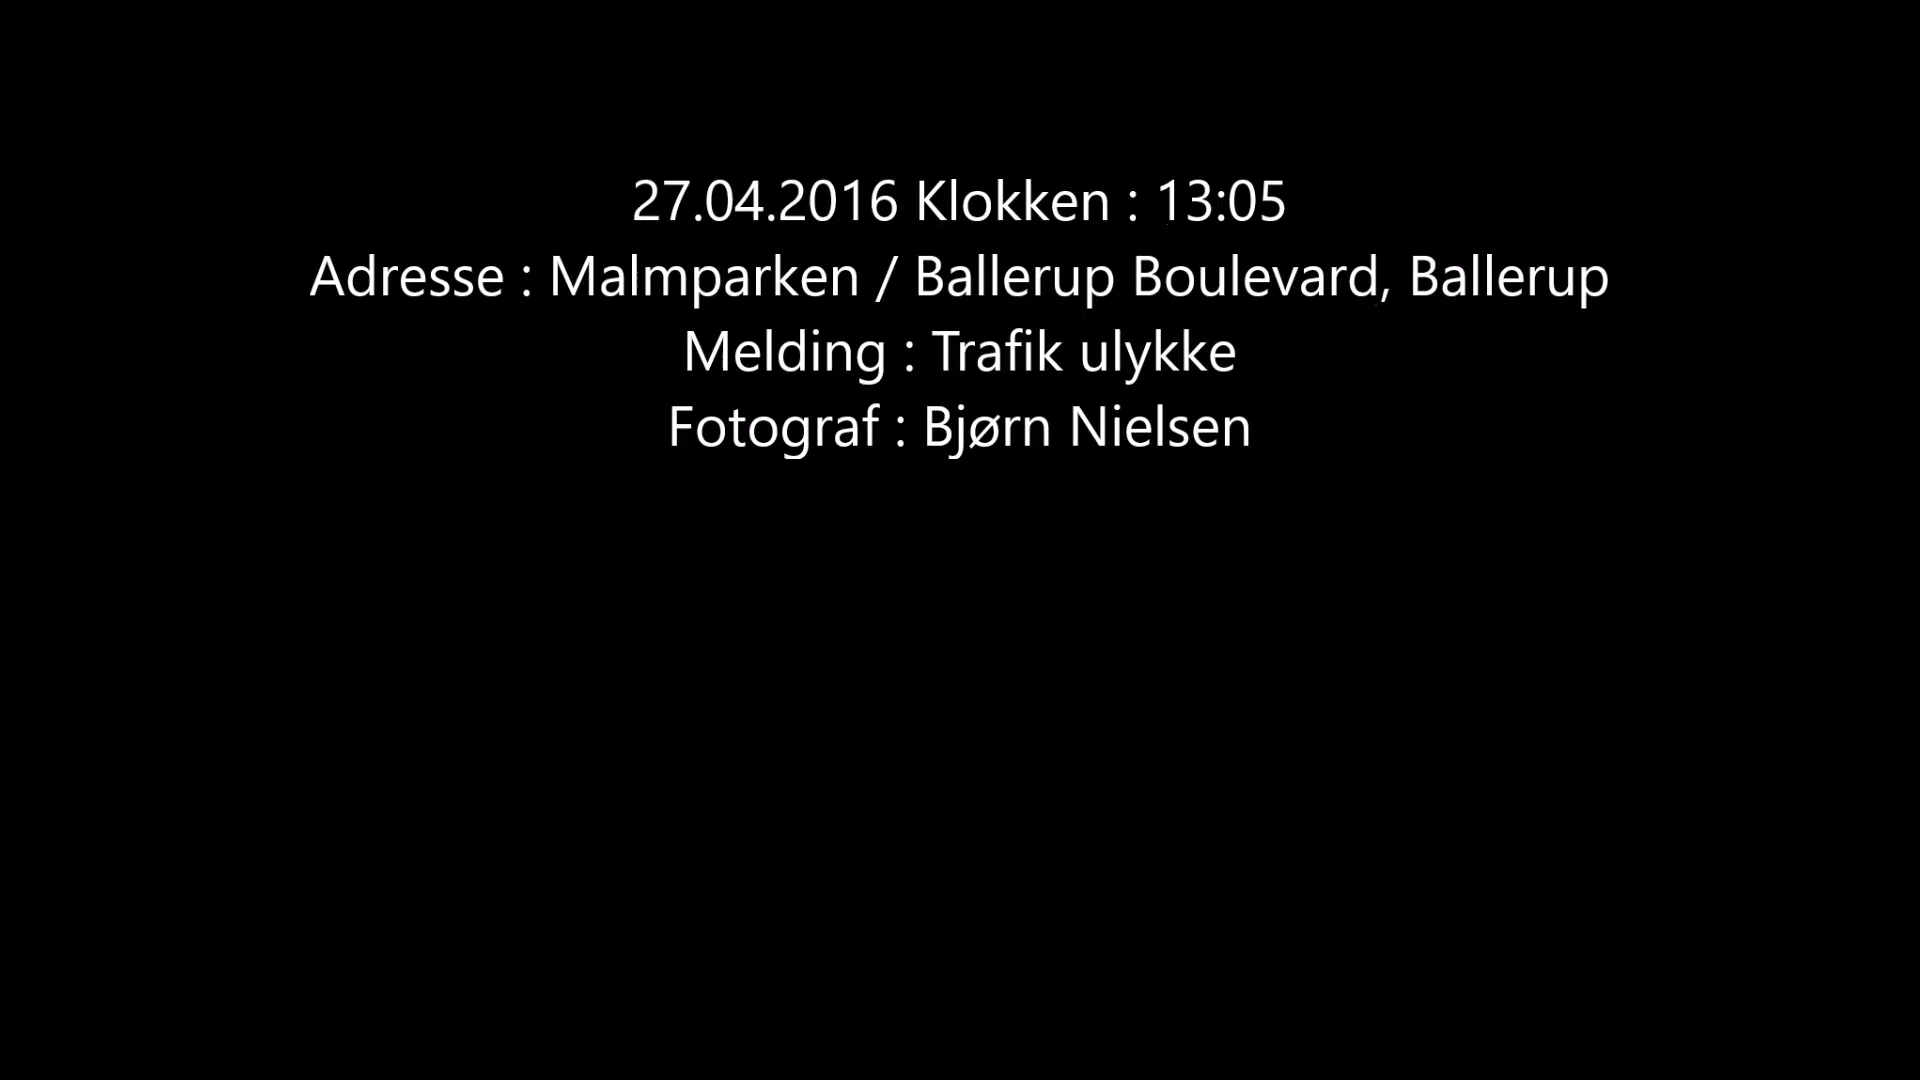 27.04.2016 Klokken : 13:05
Adresse : Malmparken / Ballerup Boulevard, Ballerup
Melding : Trafik ulykke
Fotograf : Bjørn Nielsen